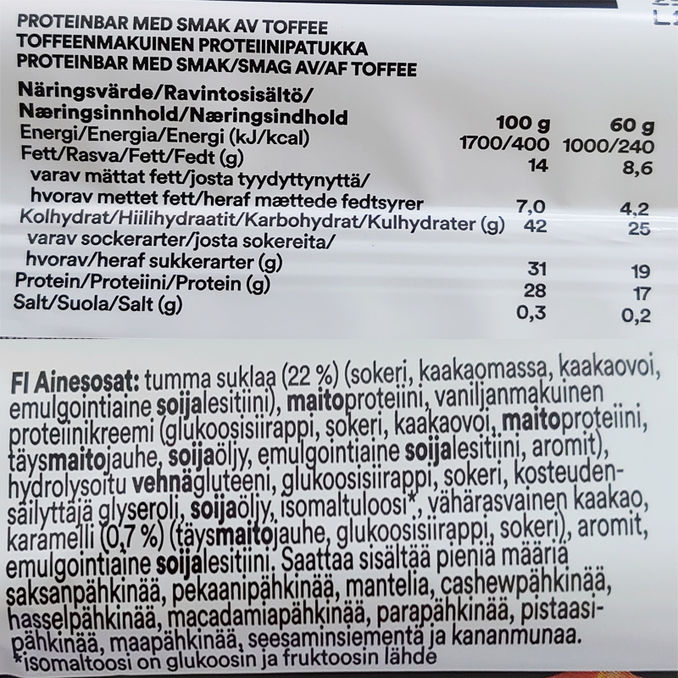 PROTEINBAR MED SMAK AV TOFFEE
TOFFEENMAKUINEN PROTEIINIPATUKKA
PROTEINBAR MED SMAK/SMAG AV/AF TOFFEE
Näringsvärde/Ravintosisältö/
Næringsinnhold/Næringsindhold 100 g 60 g
Energi/Energia/Energi (kJ/kcal) 1700/400 1000/240
Fett/Rasva/Fett/Fedt (g) 14 8,6
varav mättat fett/josta tyydyttynyttä/
hvorav mettet fett/heraf mættede fedtsyrer 7,0 4,2
Kolhydrat/Hiilihydraatit/Karbohydrat/Kulhydrater (g) 42 25
varav sockerarter/josta sokereita/
hvorav/heraf sukkerarter (g) 31 19
Protein/Proteiini/Protein (g) 28 17
Salt/Suola/Salt (g) 0,3 0,2
FI Ainesosat: tumma suklaa (22 %) (sokeri, kaakaomassa, kaakaovoi,
emulgointiaine soijalesitiini), maitoproteiini, vaniljanmakuinen
proteiinikreemi (glukoosisiirappi, sokeri, kaakaovoi, maitoproteiini,
täysmaitojauhe, soijaöljy, emulgointiaine soijalesitiini, aromit),
hydrolysoitu vehnägluteeni, glukoosisiirappi, sokeri, kosteuden-
säilyttäjä glyseroli, soijaöljy, isomaltuloosi*, vähärasvainen kaakao,
karamelli (0,7 %) (täysmaitojauhe, glukoosisiirappi, sokeri), aromit,
emulgointiaine soijalesitiini. Saattaa sisältää pieniä määriä
saksanpähkinää, pekaanipähkinää, mantelia, cashewpähkinää,
hasselpähkinää, macadamiapähkinää, parapähkinää, pistaasi-
pähkinää, maapähkinää, seesaminsiementä ja kananmunaa.
*isomaltoosi on glukoosin ja fruktoosin lähde